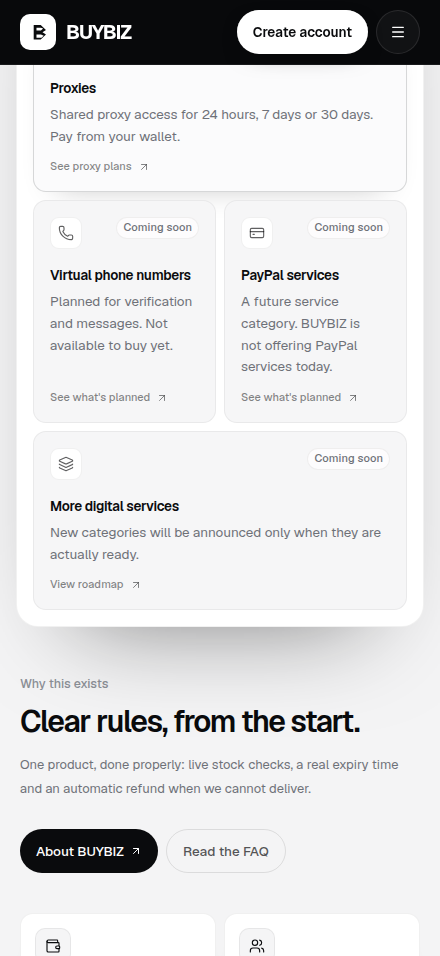 BUYBIZ
Create account
Proxies
Shared proxy access for 24 hours, 7 days or 30 days.
Pay from your wallet.
See proxy plans
Coming soon
Virtual phone numbers
Planned for verification
and messages. Not
available to buy yet.
See what's planned
Coming soon
PayPal services
A future service
category. BUYBIZ is
not offering PayPal
services today.
See what's planned
Coming soon
More digital services
New categories will be announced only when they are
actually ready.
View roadmap
Why this exists
Clear rules, from the start.
One product, done properly: live stock checks, a real expiry time
and an automatic refund when we cannot deliver.
About BUYBIZ
Read the FAQ